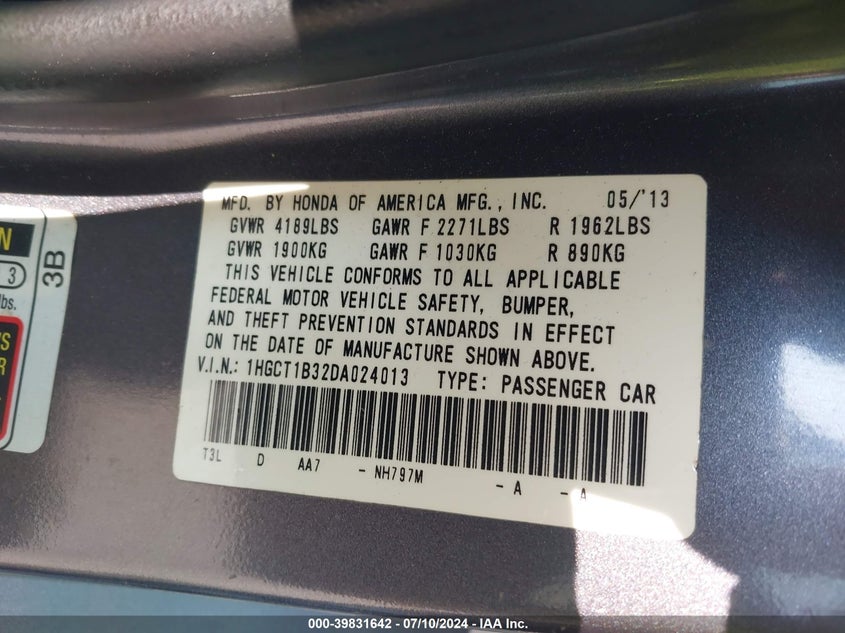 MFD. BY HONDA OF AMERICA MFG., INC. 05/'13
GVWR 4189LBS GAWR F 2271LBS R 1962LBS
GVWR 1900KG GAWR F 1030KG R 890KG
THIS VEHICLE CONFORMS TO ALL APPLICABLE
FEDERAL MOTOR VEHICLE SAFETY, BUMPER,
AND THEFT PREVENTION STANDARDS IN EFFECT
ON THE DATE OF MANUFACTURE SHOWN ABOVE.
V.I.N.: 1HGCT1B32DA024013 TYPE: PASSENGER CAR
T3L D AA7 - NH797M - A - A
3
lbs.
3B
000-39831642 / 07/10/2024 - IAA Inc.